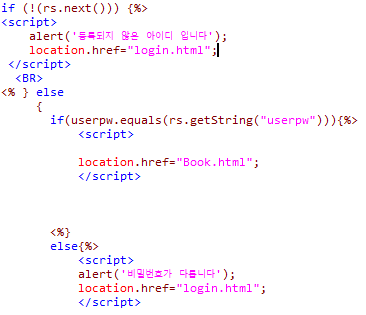 if (!(rs.next())) {%>
<script>
alert('등록되지 않은 아이디 입니다');
location.href="login.html";
</script>
<BR>
<% } else
{
if(userpw.equals(rs.getString("userpw"))){%>
<script>
location.href="Book.html";
</script>
<%}
else{%>
<script>
alert('비밀번호가 다릅니다');
location.href="login.html";
</script>